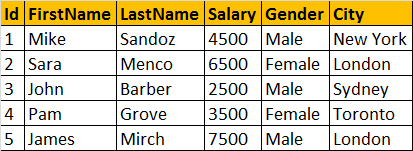 Id FirstName LastName Salary Gender City
1 Mike Sandoz 4500 Male New York
2 Sara Menco 6500 Female London
3 John Barber 2500 Male Sydney
4 Pam Grove 3500 Female Toronto
5 James Mirch 7500 Male London